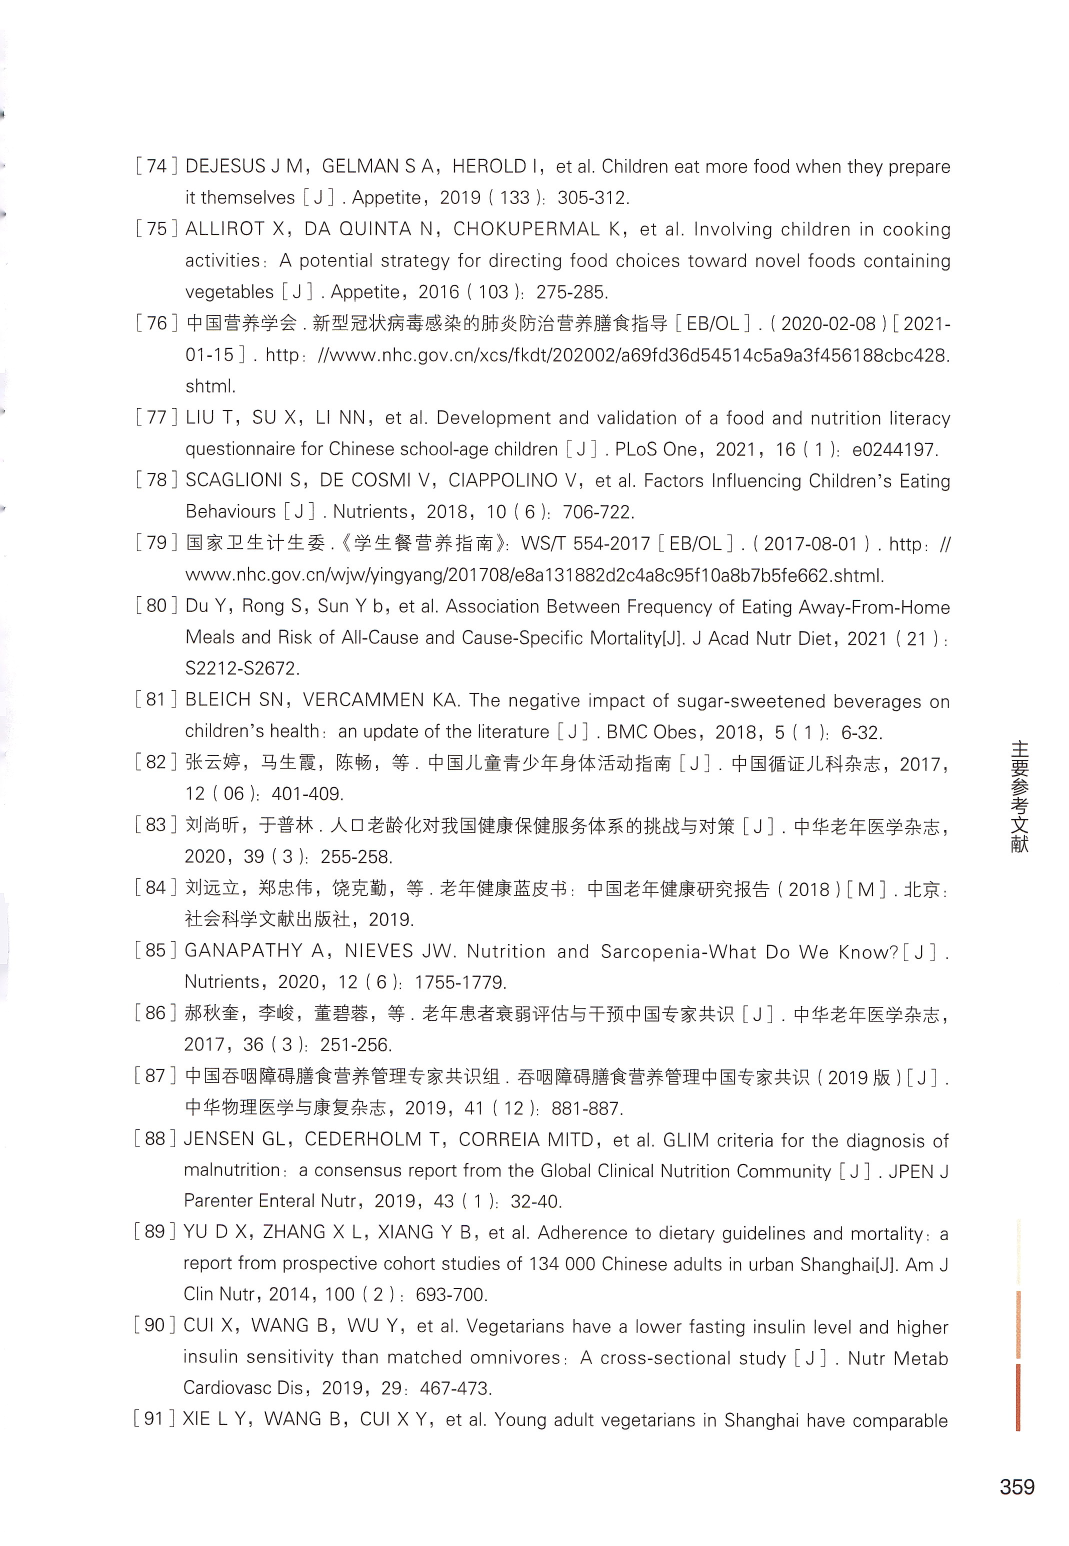 [ 74 ] DEJESUS J M，GELMAN S A，HEROLD I，et al. Children eat more food when they prepare
it themselves [ J ] . Appetite，2019 ( 133 )：305-312.
[ 75 ] ALLIROT X，DA QUINTA N，CHOKUPERMAL K，et al. Involving children in cooking
activities：A potential strategy for directing food choices toward novel foods containing
vegetables [ J ] . Appetite，2016 ( 103 )：275-285.
[ 76 ] 中国营养学会 . 新型冠状病毒感染的肺炎防治营养膳食指导 [ EB/OL ] . ( 2020-02-08 ) [ 2021-
01-15 ] . http：//www.nhc.gov.cn/xcs/fkdt/202002/a69fd36d54514c5a9a3f456188cbc428.
shtml.
[ 77 ] LIU T，SU X，LI NN，et al. Development and validation of a food and nutrition literacy
questionnaire for Chinese school-age children [ J ] . PLoS One，2021，16 ( 1 )：e0244197.
[ 78 ] SCAGLIONI S，DE COSMI V，CIAPPOLINO V，et al. Factors Influencing Children's Eating
Behaviours [ J ] . Nutrients，2018，10 ( 6 )：706-722.
[ 79 ] 国家卫生计生委 .《学生餐营养指南》：WS/T 554-2017 [ EB/OL ] . ( 2017-08-01 ) . http：//
www.nhc.gov.cn/wjw/yingyang/201708/e8a131882d2c4a8c95f10a8b7b5fe662.shtml.
[ 80 ] Du Y，Rong S，Sun Y b，et al. Association Between Frequency of Eating Away-From-Home
Meals and Risk of All-Cause and Cause-Specific Mortality[J]. J Acad Nutr Diet，2021 ( 21 )：
S2212-S2672.
[ 81 ] BLEICH SN，VERCAMMEN KA. The negative impact of sugar-sweetened beverages on
children's health：an update of the literature [ J ] . BMC Obes，2018，5 ( 1 )：6-32.
[ 82 ] 张云婷，马生霞，陈畅，等 . 中国儿童青少年身体活动指南 [ J ] . 中国循证儿科杂志，2017，
12 ( 06 )：401-409.
[ 83 ] 刘尚昕，于普林 . 人口老龄化对我国健康保健服务体系的挑战与对策 [ J ] . 中华老年医学杂志，
2020，39 ( 3 )：255-258.
[ 84 ] 刘远立，郑忠伟，饶克勤，等 . 老年健康蓝皮书：中国老年健康研究报告 ( 2018 ) [ M ] . 北京：
社会科学文献出版社，2019.
[ 85 ] GANAPATHY A，NIEVES JW. Nutrition and Sarcopenia-What Do We Know? [ J ] .
Nutrients，2020，12 ( 6 )：1755-1779.
[ 86 ] 郝秋奎，李峻，董碧蓉，等 . 老年患者衰弱评估与干预中国专家共识 [ J ] . 中华老年医学杂志，
2017，36 ( 3 )：251-256.
[ 87 ] 中国吞咽障碍膳食营养管理专家共识组 . 吞咽障碍膳食营养管理中国专家共识 ( 2019 版 ) [ J ] .
中华物理医学与康复杂志，2019，41 ( 12 )：881-887.
[ 88 ] JENSEN GL，CEDERHOLM T，CORREIA MITD，et al. GLIM criteria for the diagnosis of
malnutrition：a consensus report from the Global Clinical Nutrition Community [ J ] . JPEN J
Parenter Enteral Nutr，2019，43 ( 1 )：32-40.
[ 89 ] YU D X，ZHANG X L，XIANG Y B，et al. Adherence to dietary guidelines and mortality：a
report from prospective cohort studies of 134 000 Chinese adults in urban Shanghai[J]. Am J
Clin Nutr，2014，100 ( 2 )：693-700.
[ 90 ] CUI X，WANG B，WU Y，et al. Vegetarians have a lower fasting insulin level and higher
insulin sensitivity than matched omnivores：A cross-sectional study [ J ] . Nutr Metab
Cardiovasc Dis，2019，29：467-473.
[ 91 ] XIE L Y，WANG B，CUI X Y，et al. Young adult vegetarians in Shanghai have comparable
主要参考文献
359